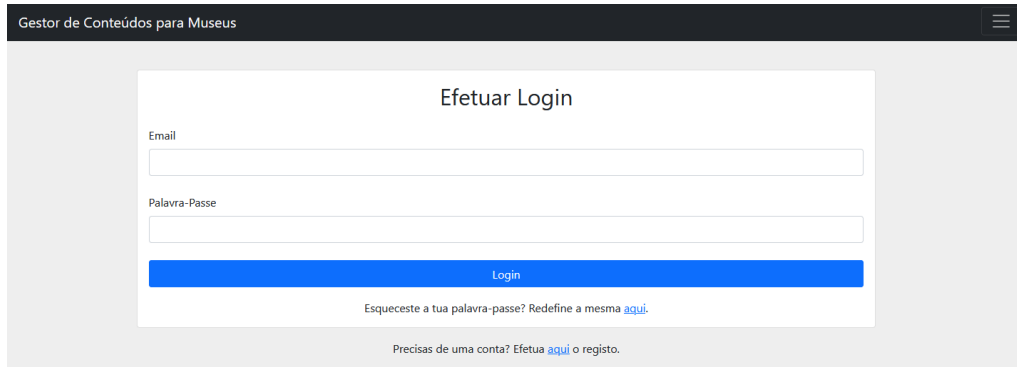 Gestor de Conteúdos para Museus
Efetuar Login
Email
Palavra-Passe
Login
Esqueceste a tua palavra-passe? Redefine a mesma aqui.
Precisas de uma conta? Efetua aqui o registo.